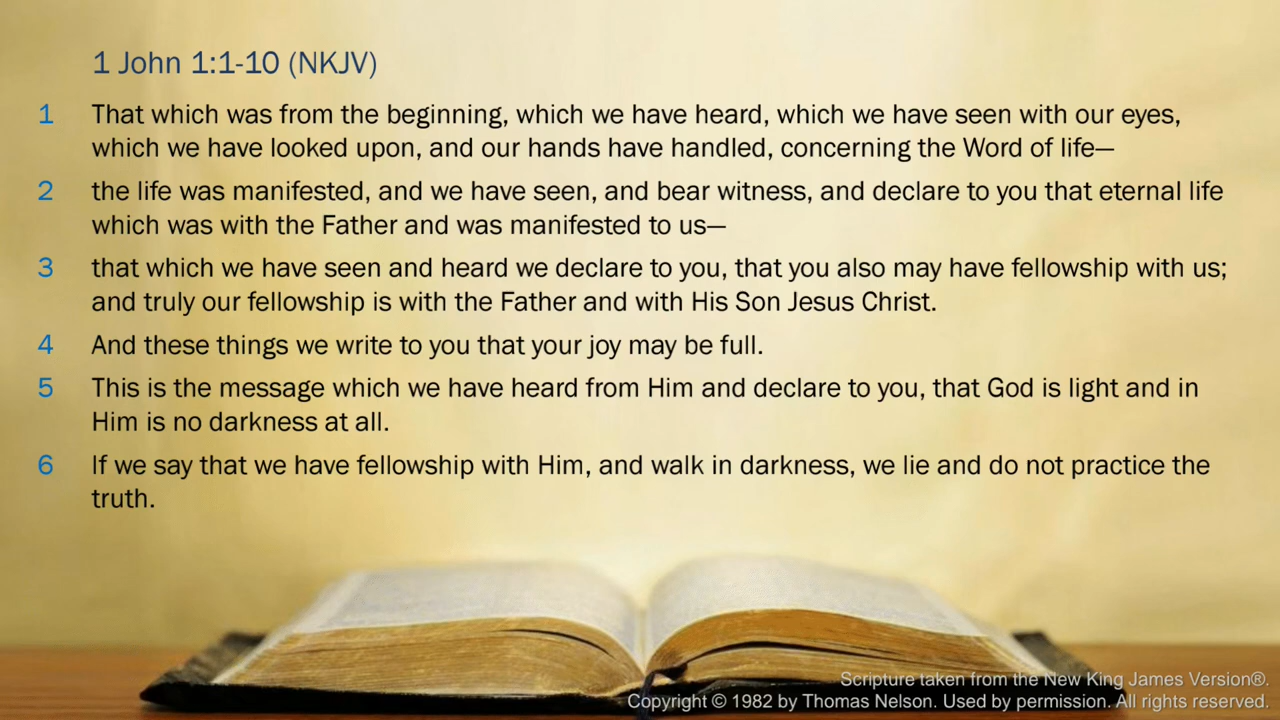 1 John 1:1-10 (NKJV)
1 That which was from the beginning, which we have heard, which we have seen with our eyes,
which we have looked upon, and our hands have handled, concerning the Word of life—
2 the life was manifested, and we have seen, and bear witness, and declare to you that eternal life
which was with the Father and was manifested to us—
3 that which we have seen and heard we declare to you, that you also may have fellowship with us;
and truly our fellowship is with the Father and with His Son Jesus Christ.
4 And these things we write to you that your joy may be full.
5 This is the message which we have heard from Him and declare to you, that God is light and in
Him is no darkness at all.
6 If we say that we have fellowship with Him, and walk in darkness, we lie and do not practice the
truth.
Scripture taken from the New King James Version®.
Copyright © 1982 by Thomas Nelson. Used by permission. All rights reserved.